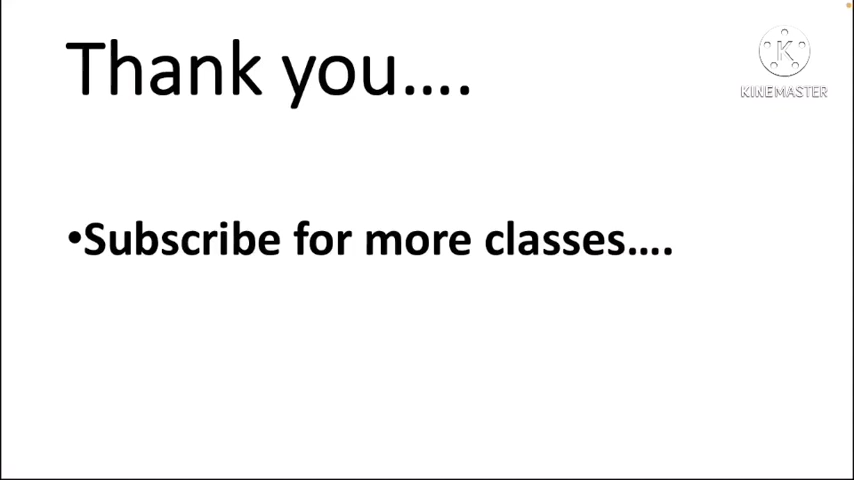 Thank you….
K
KINEMASTER
•Subscribe for more classes….